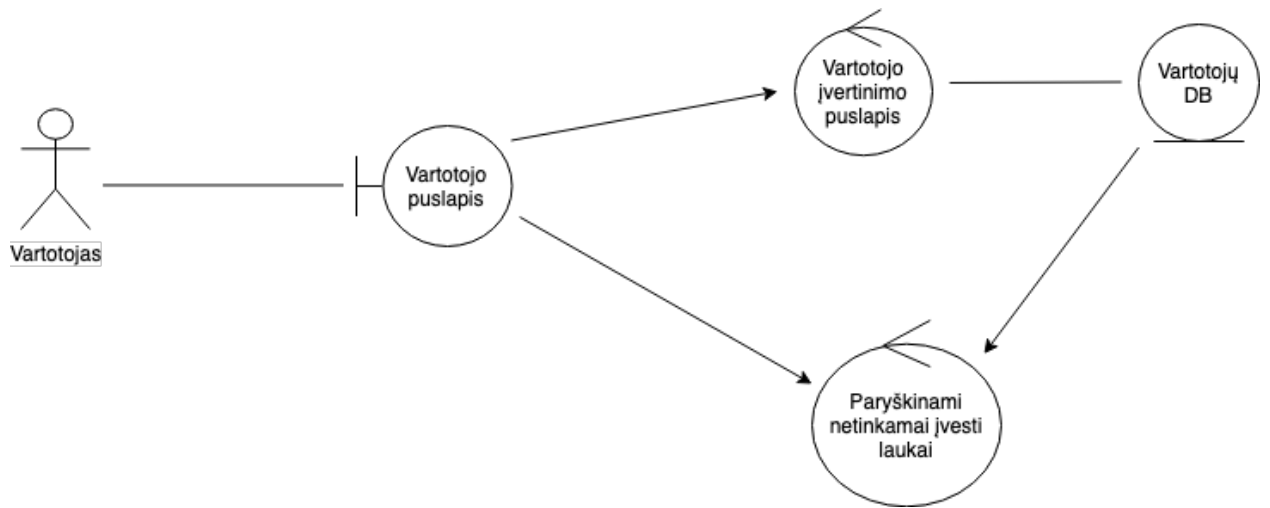 Vartotojas
Vartotojo
puslapis
Vartotojo
įvertinimo
puslapis
Vartotojų
DB
Paryškinami
netinkamai įvesti
laukai